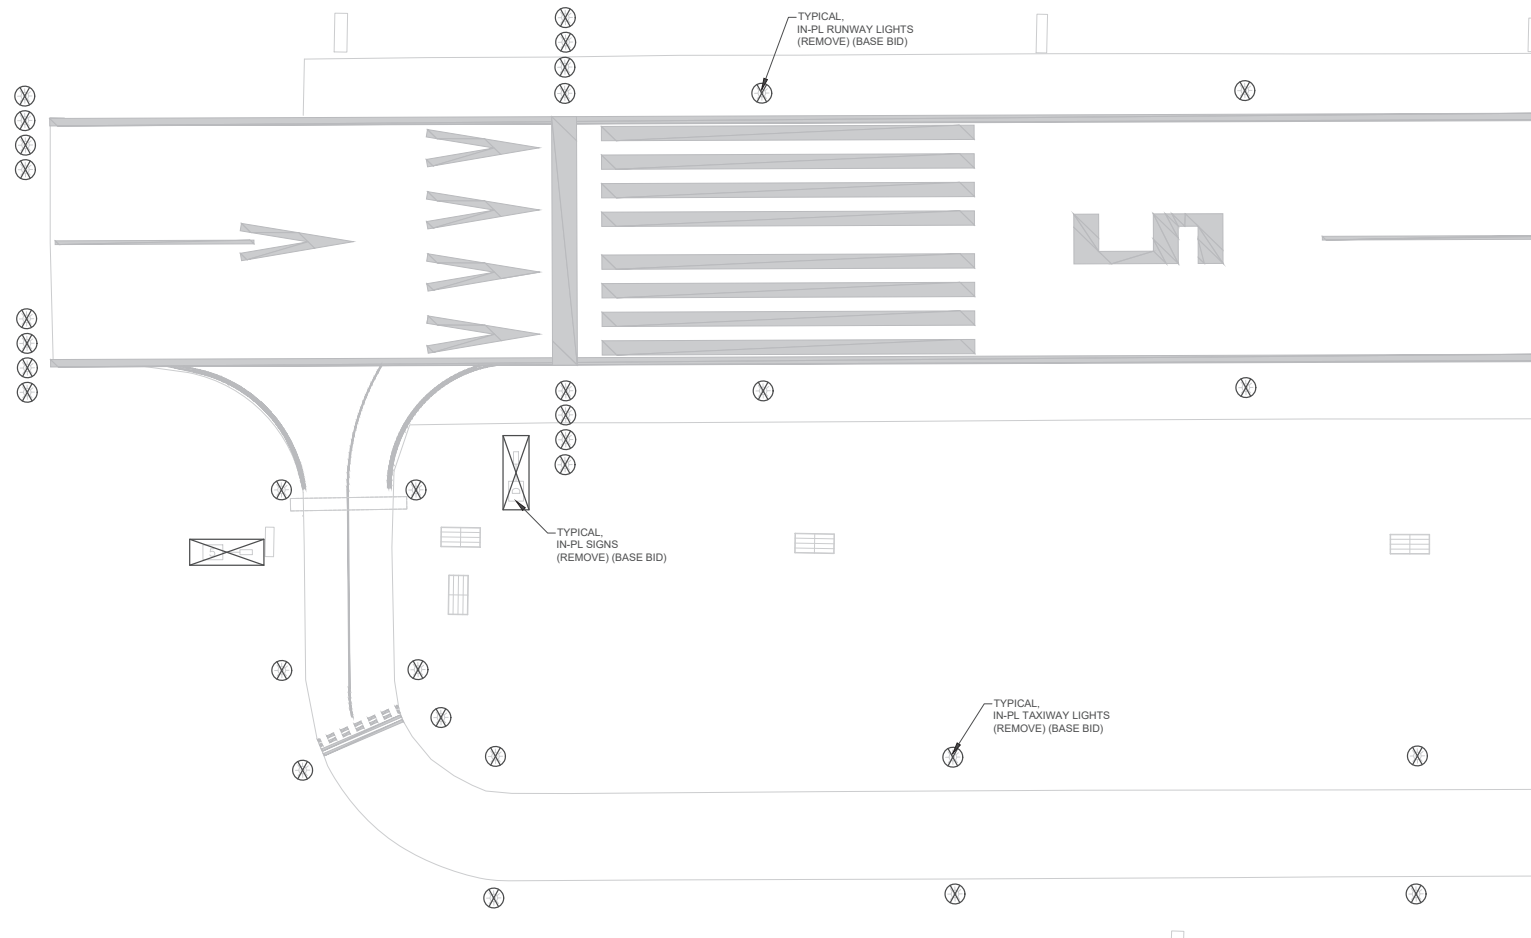 TYPICAL,
IN-PL RUNWAY LIGHTS
(REMOVE) (BASE BID)
5
TYPICAL,
IN-PL SIGNS
(REMOVE) (BASE BID)
TYPICAL,
IN-PL TAXIWAY LIGHTS
(REMOVE) (BASE BID)